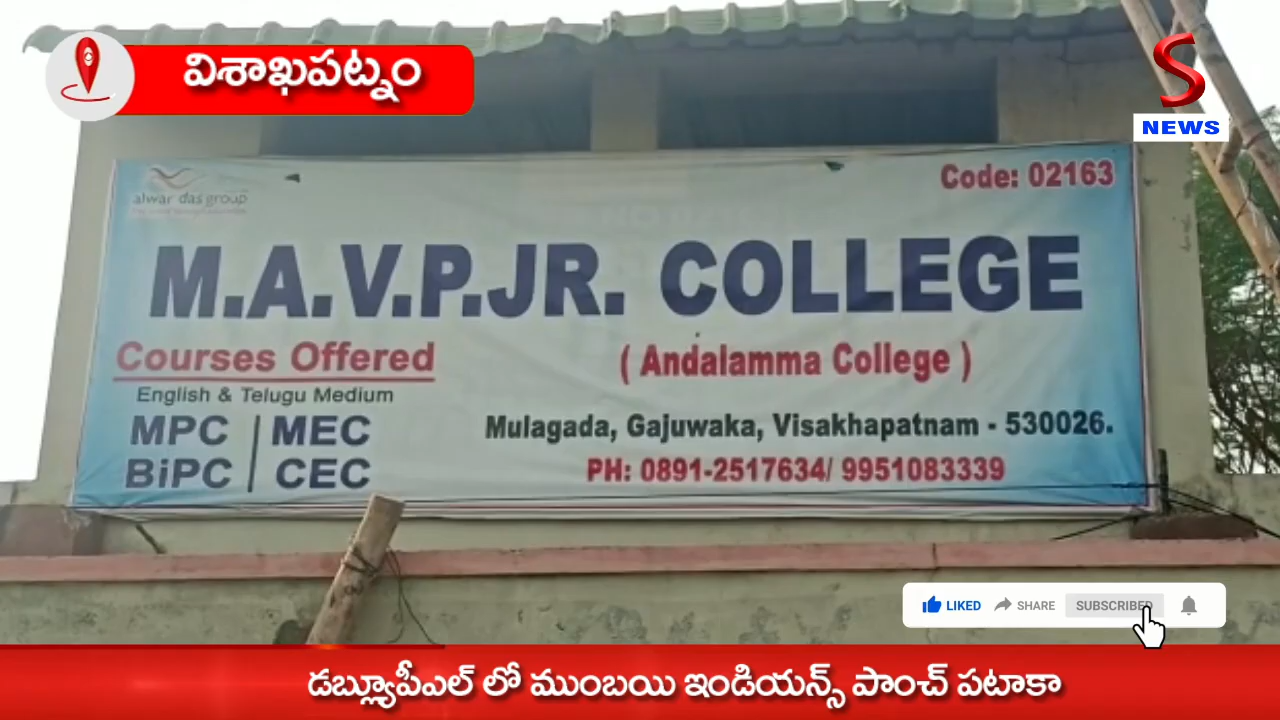 విశాఖపట్నం
S
NEWS
alwar das group
Code: 02163
M.A.V.P.JR. COLLEGE
Courses Offered
( Andalamma College )
English & Telugu Medium
MPC | MEC
BiPC | CEC
Mulagada, Gajuwaka, Visakhapatnam - 530026.
PH: 0891-2517634/ 9951083339
LIKED SHARE SUBSCRIBED
డబ్ల్యూపీఎల్ లో ముంబయి ఇండియన్స్ పాంచ్ పటాకా